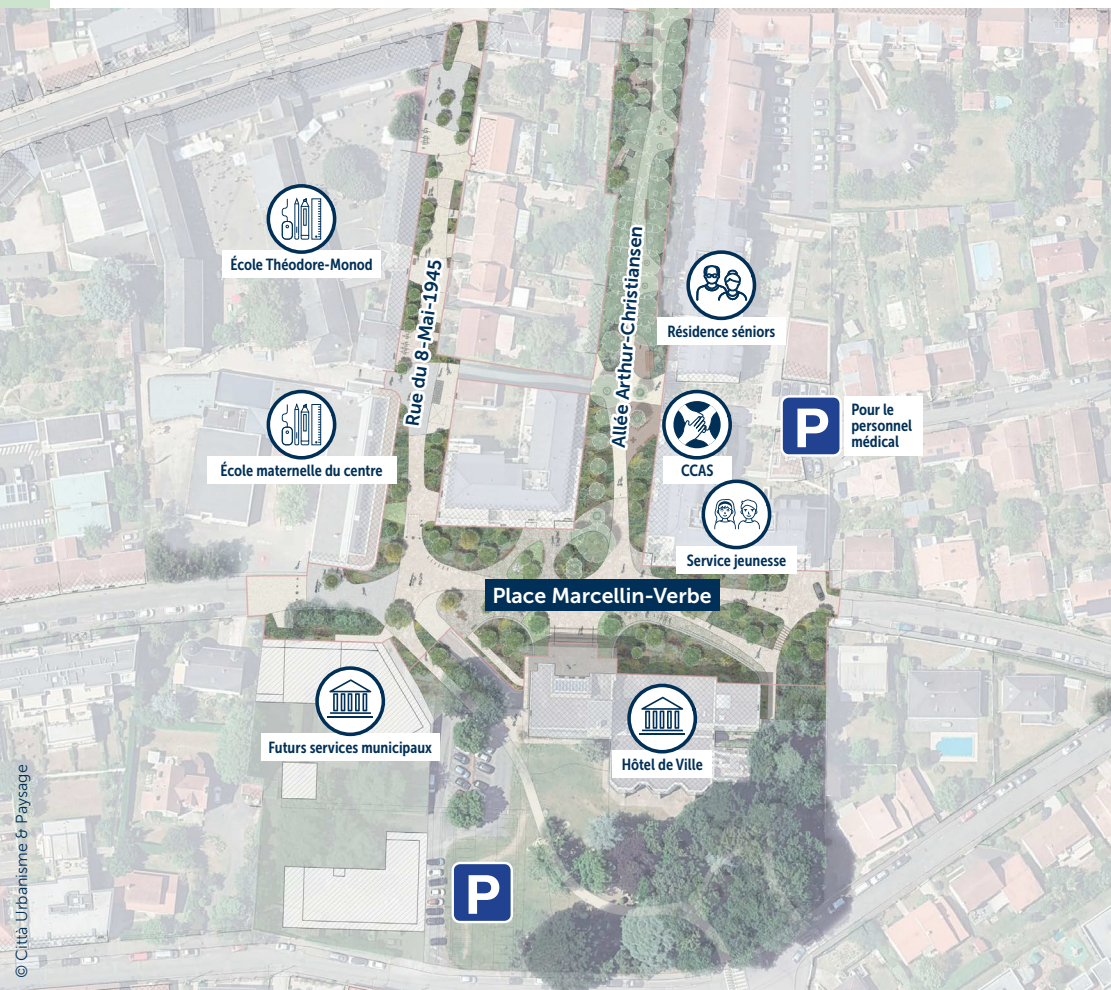 École Théodore-Monod
Rue du 8-Mai-1945
Allée Arthur-Christiansen
Résidence séniors
École maternelle du centre
CCAS
P
Pour le
personnel
médical
Service jeunesse
Place Marcellin-Verbe
Futurs services municipaux
Hôtel de Ville
P
© Città Urbanisme & Paysage